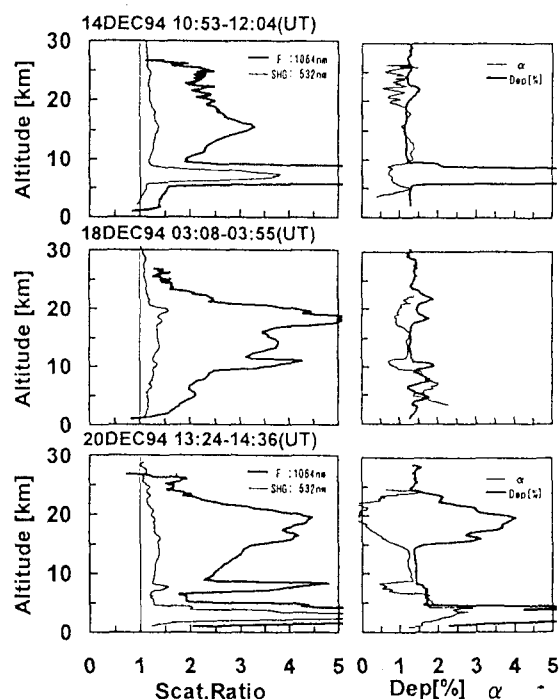 14DEC94 10:53-12:04(UT)
30
20
10
0
Altitude [km]
F :1064nm
SHG: 532nm
α
Dep[%]
18DEC94 03:08-03:55(UT)
30
20
10
0
Altitude [km]
20DEC94 13:24-14:36(UT)
30
20
10
0
Altitude [km]
F :1064nm
SHG: 532nm
α
Dep[%]
0 1 2 3 4 5
Scat.Ratio
0 1 2 3 4 5
Dep[%] α